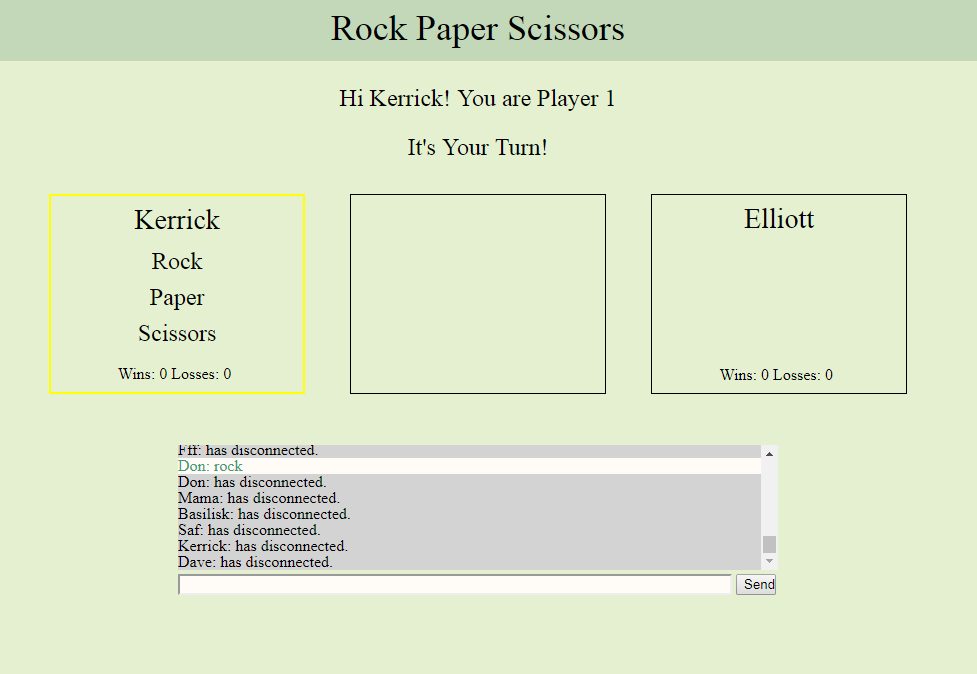 Rock Paper Scissors
Hi Kerrick! You are Player 1
It's Your Turn!
Kerrick
Rock
Paper
Scissors
Wins: 0 Losses: 0
Elliott
Wins: 0 Losses: 0
Fff: has disconnected.
Don: rock
Don: has disconnected.
Mama: has disconnected.
Basilisk: has disconnected.
Saf: has disconnected.
Kerrick: has disconnected.
Dave: has disconnected.
Send